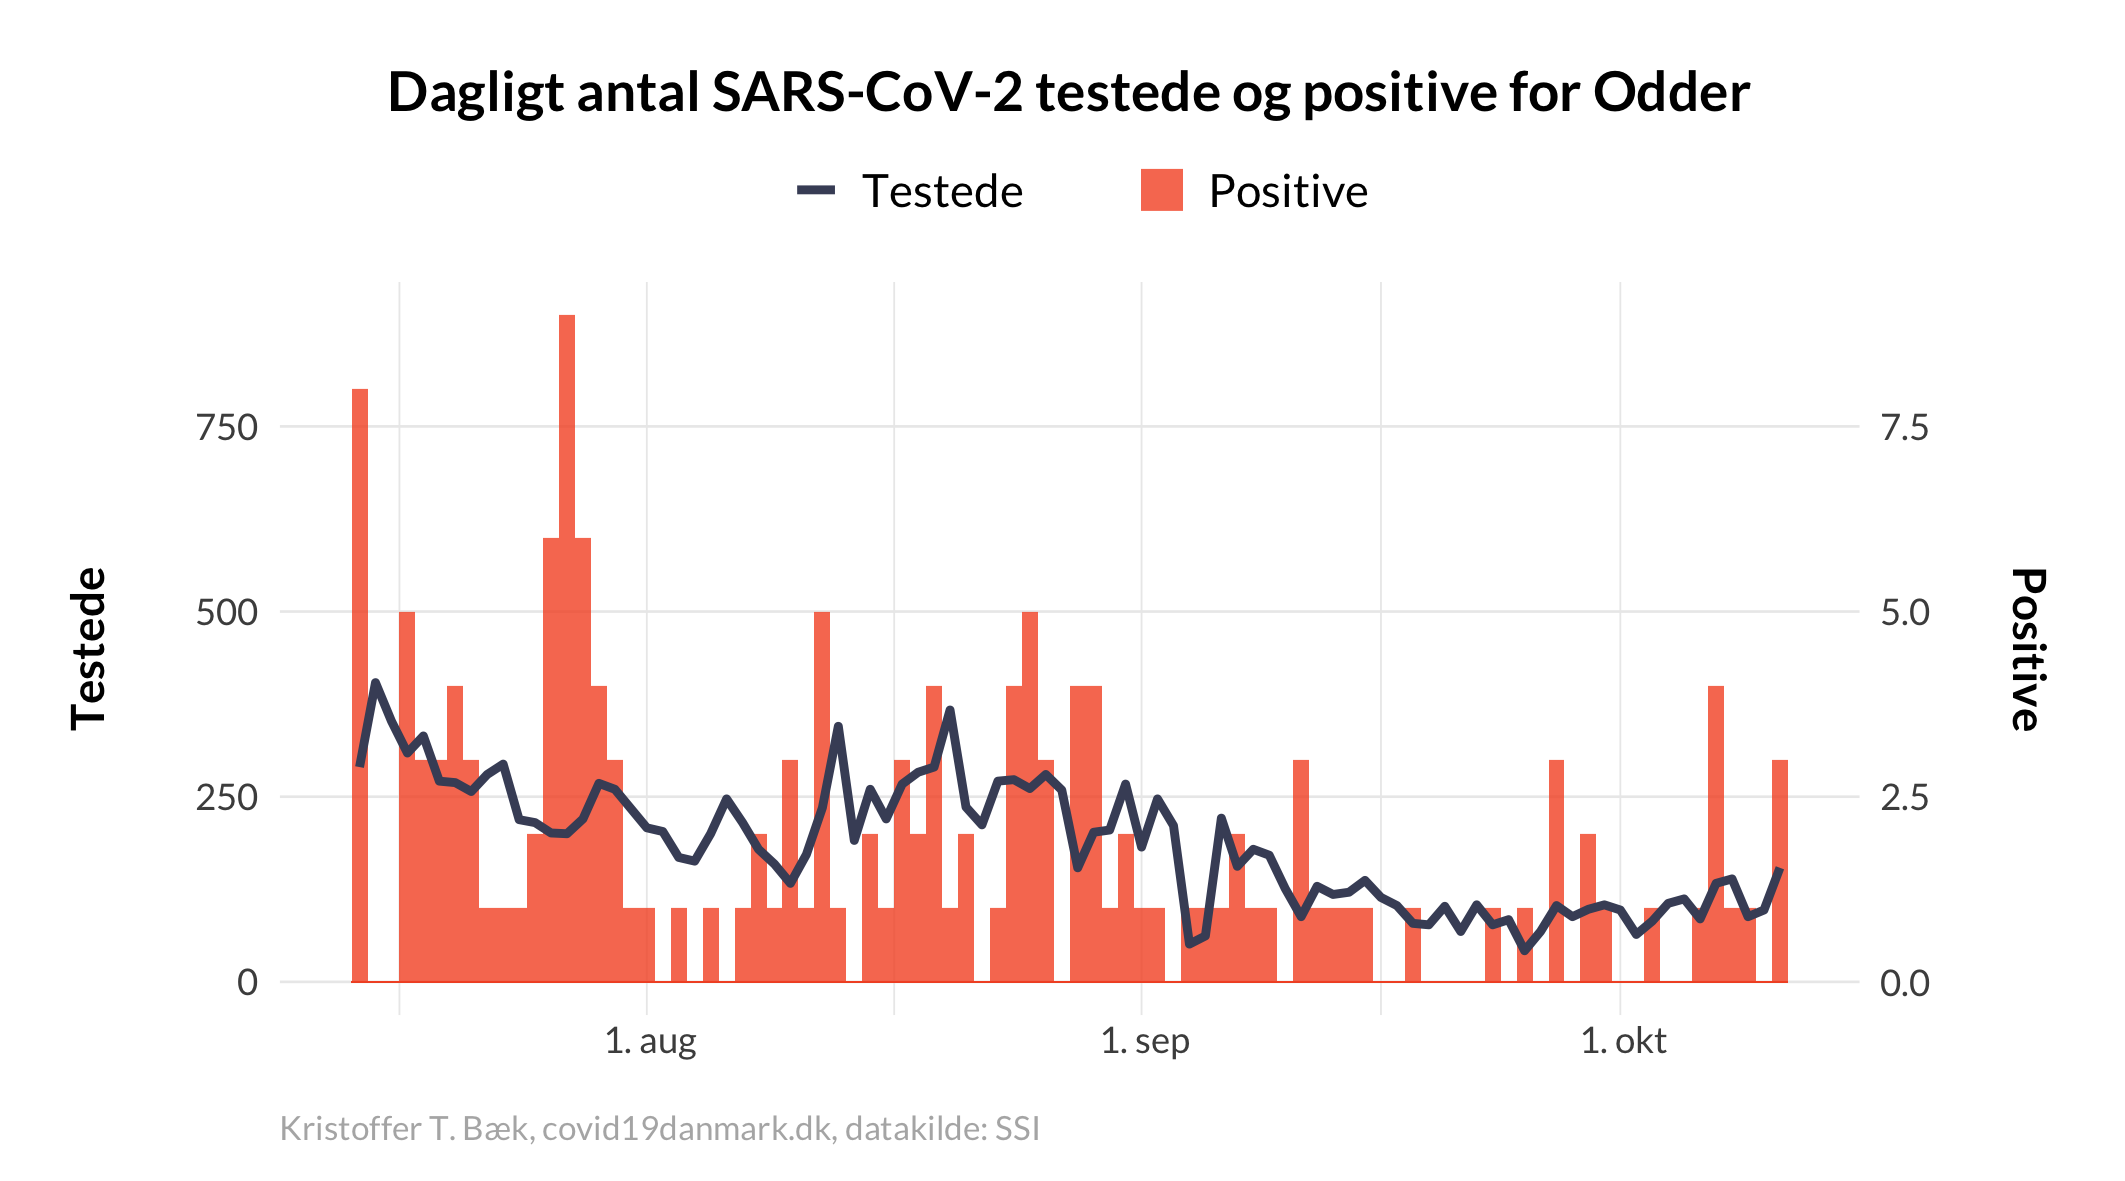 Dagligt antal SARS-CoV-2 testede og positive for Odder
Testede Positive
750 7.5
500 5.0
250 2.5
0 0.0
Testede
Positive
1. aug 1. sep 1. okt
Kristoffer T. Bæk, covid19danmark.dk, datakilde: SSI